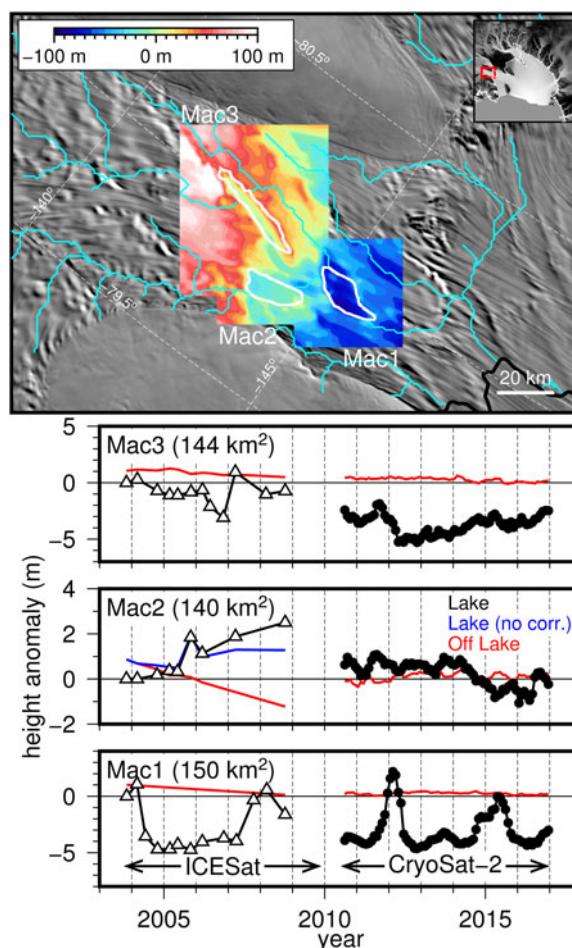 −100 m 0 m 100 m
−80.5°
Mac3
−140°
−79.5°
Mac2
−145°
Mac1
20 km
5
Mac3 (144 km²)
0
−5
4
Mac2 (140 km²)
Lake
Lake (no corr.)
Off Lake
2
0
−2
height anomaly (m)
Mac1 (150 km²)
0
−5
ICESat
CryoSat−2
2005 2010 2015
year